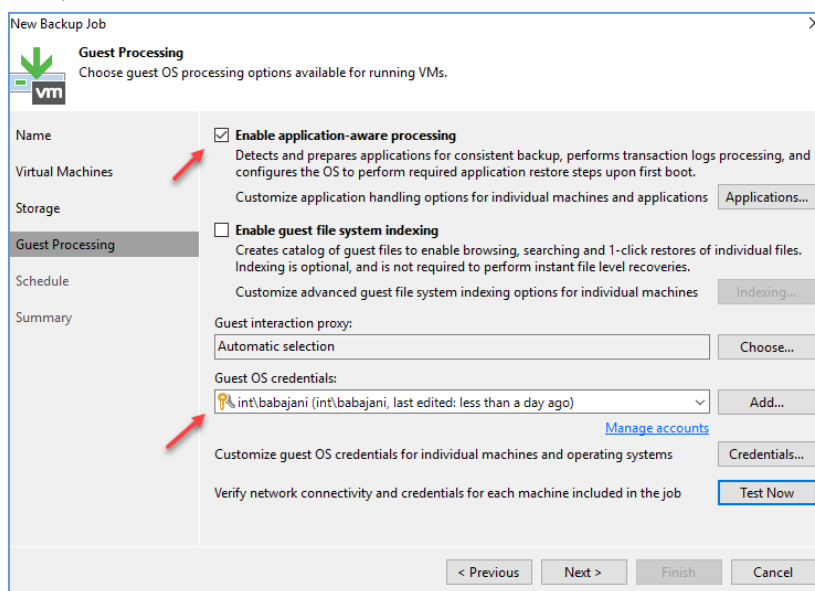 New Backup Job
Guest Processing
Choose guest OS processing options available for running VMs.
vm
Name
Virtual Machines
Storage
Guest Processing
Schedule
Summary
Enable application-aware processing
Detects and prepares applications for consistent backup, performs transaction logs processing, and
configures the OS to perform required application restore steps upon first boot.
Customize application handling options for individual machines and applications
Applications...
Enable guest file system indexing
Creates catalog of guest files to enable browsing, searching and 1-click restores of individual files.
Indexing is optional, and is not required to perform instant file level recoveries.
Customize advanced guest file system indexing options for individual machines
Indexing...
Guest interaction proxy:
Automatic selection
Choose...
Guest OS credentials:
int\babajani (int\babajani, last edited: less than a day ago)
Add...
Manage accounts
Customize guest OS credentials for individual machines and operating systems
Credentials...
Verify network connectivity and credentials for each machine included in the job
Test Now
< Previous
Next >
Finish
Cancel